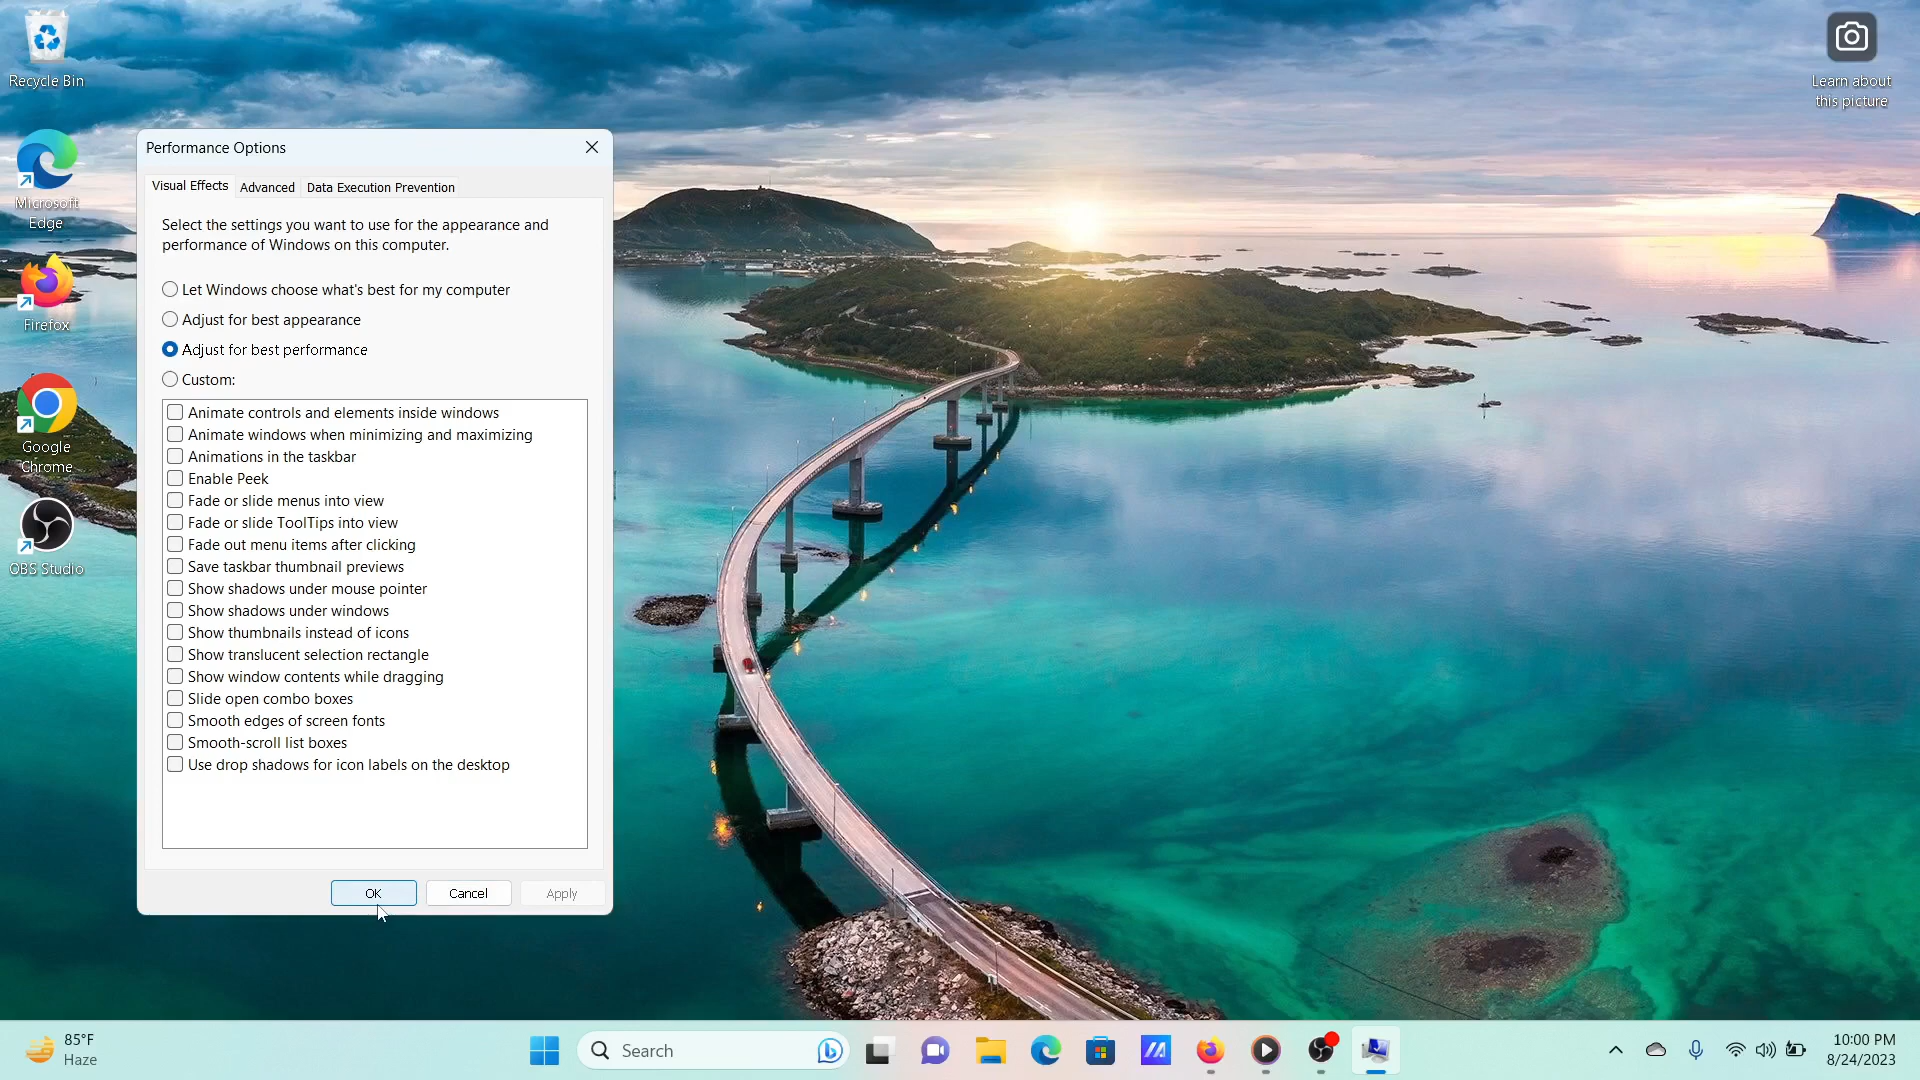 Recycle Bin
Microsoft
Edge
Firefox
Google
Chrome
OBS Studio
Learn about
this picture
Performance Options
Visual Effects
Advanced
Data Execution Prevention
Select the settings you want to use for the appearance and
performance of Windows on this computer.
Let Windows choose what's best for my computer
Adjust for best appearance
Adjust for best performance
Custom:
Animate controls and elements inside windows
Animate windows when minimizing and maximizing
Animations in the taskbar
Enable Peek
Fade or slide menus into view
Fade or slide ToolTips into view
Fade out menu items after clicking
Save taskbar thumbnail previews
Show shadows under mouse pointer
Show shadows under windows
Show thumbnails instead of icons
Show translucent selection rectangle
Show window contents while dragging
Slide open combo boxes
Smooth edges of screen fonts
Smooth-scroll list boxes
Use drop shadows for icon labels on the desktop
OK
Cancel
Apply
85°F
Haze
Search
10:00 PM
8/24/2023